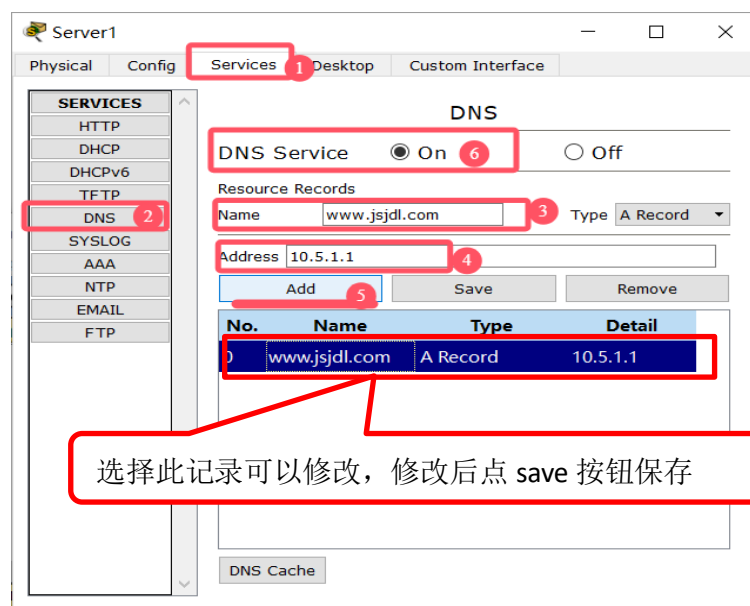 Server1
Physical Config Services 1 Desktop Custom Interface
SERVICES
HTTP
DHCP
DHCPv6
TFTP
DNS 2
SYSLOG
AAA
NTP
EMAIL
FTP
DNS
DNS Service On 6 Off
Resource Records
Name www.jsjdl.com 3 Type A Record
Address 10.5.1.1 4
Add 5 Save Remove
No. Name Type Detail
0 www.jsjdl.com A Record 10.5.1.1
选择此记录可以修改，修改后点 save 按钮保存
DNS Cache